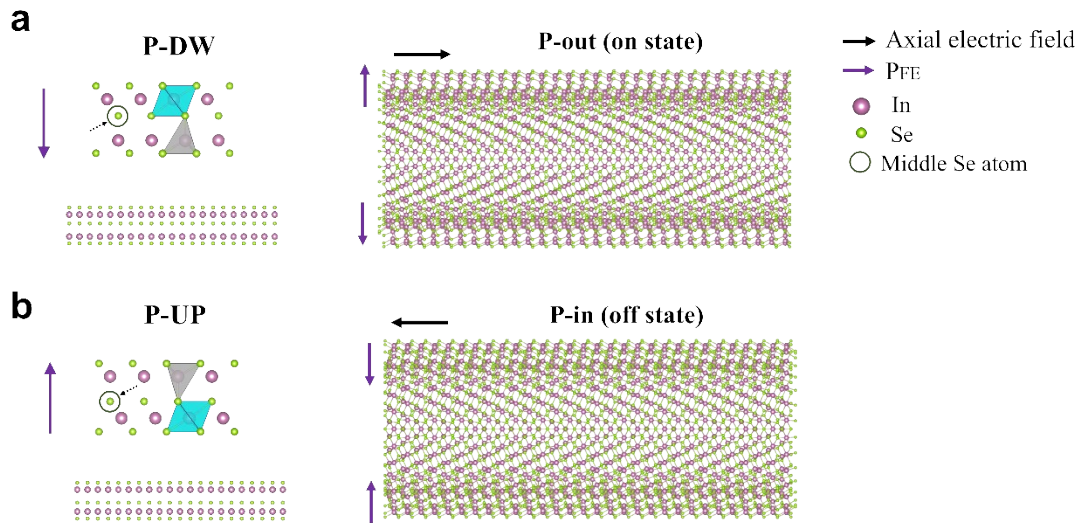 a
P-DW
P-out (on state)
Axial electric field
PFE
In
Se
Middle Se atom
b
P-UP
P-in (off state)